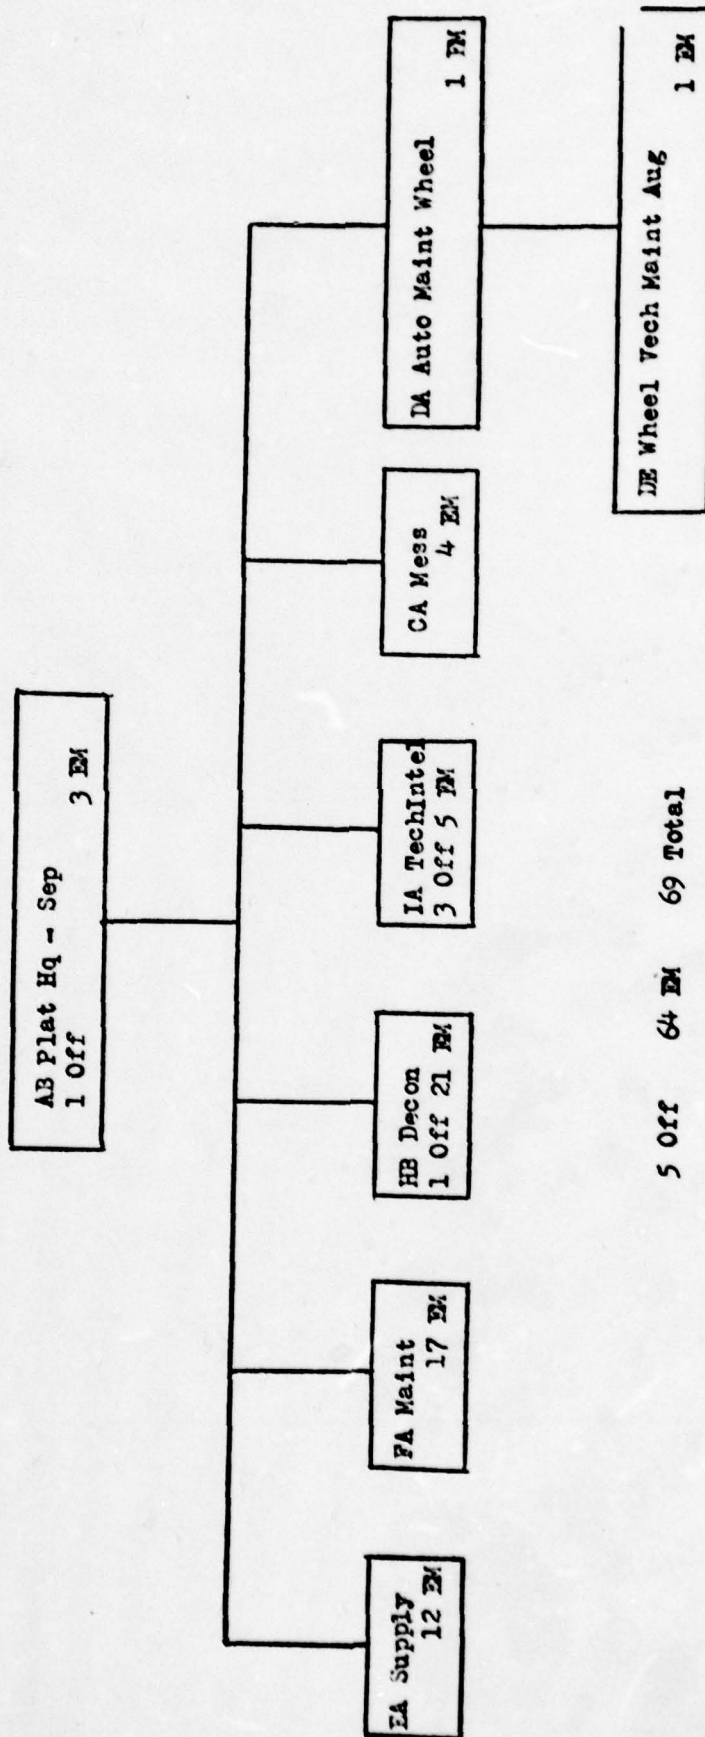 AB Plat Hq - Sep
1 Off 3 EM
EA Supply
12 EM
FA Maint
17 EM
HB Decon
1 Off 21 EM
IA TechIntel
3 Off 5 EM
CA Mess
4 EM
DA Auto Maint Wheel
1 EM
DE Wheel Vech Maint Aug
1 EM
5 Off 64 EM 69 Total